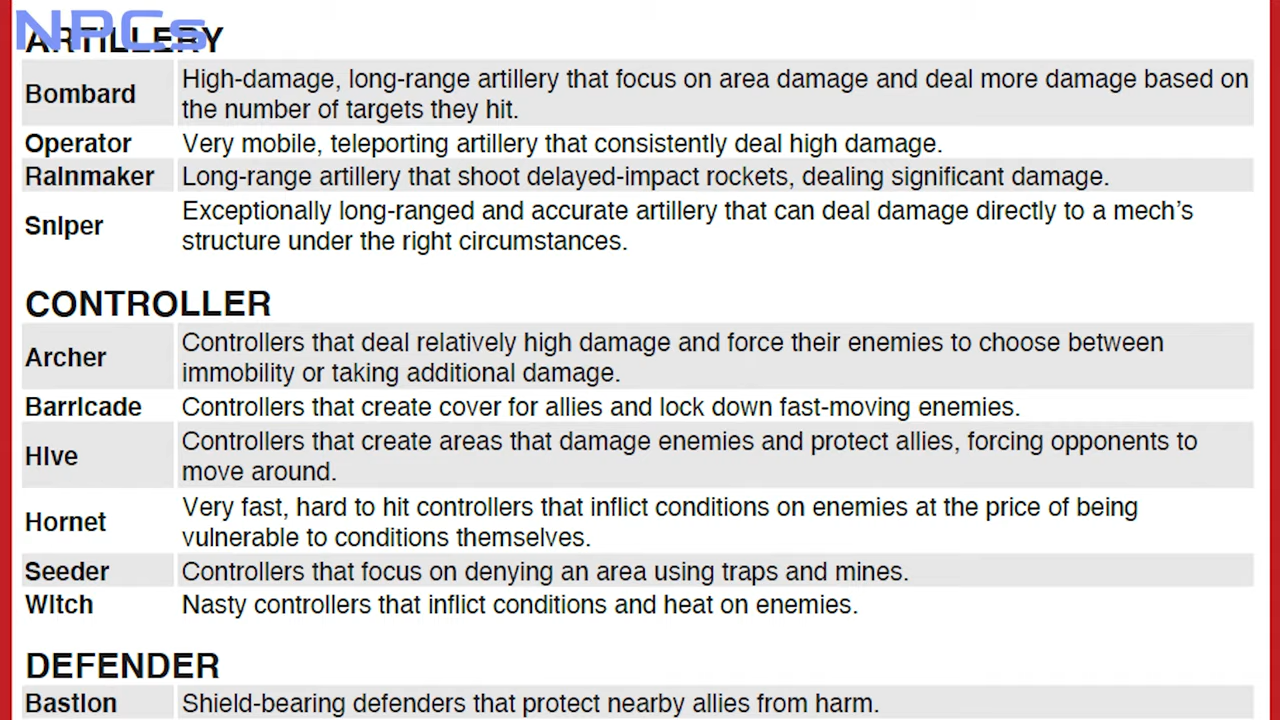 NPCs
ARTILLERY
Bombard
High-damage, long-range artillery that focus on area damage and deal more damage based on
the number of targets they hit.
Operator
Very mobile, teleporting artillery that consistently deal high damage.
RaInmaker
Long-range artillery that shoot delayed-impact rockets, dealing significant damage.
SnIper
Exceptionally long-ranged and accurate artillery that can deal damage directly to a mech’s
structure under the right circumstances.
CONTROLLER
Archer
Controllers that deal relatively high damage and force their enemies to choose between
immobility or taking additional damage.
BarrIcade
Controllers that create cover for allies and lock down fast-moving enemies.
HIve
Controllers that create areas that damage enemies and protect allies, forcing opponents to
move around.
Hornet
Very fast, hard to hit controllers that inflict conditions on enemies at the price of being
vulnerable to conditions themselves.
Seeder
Controllers that focus on denying an area using traps and mines.
WItch
Nasty controllers that inflict conditions and heat on enemies.
DEFENDER
BastIon
Shield-bearing defenders that protect nearby allies from harm.